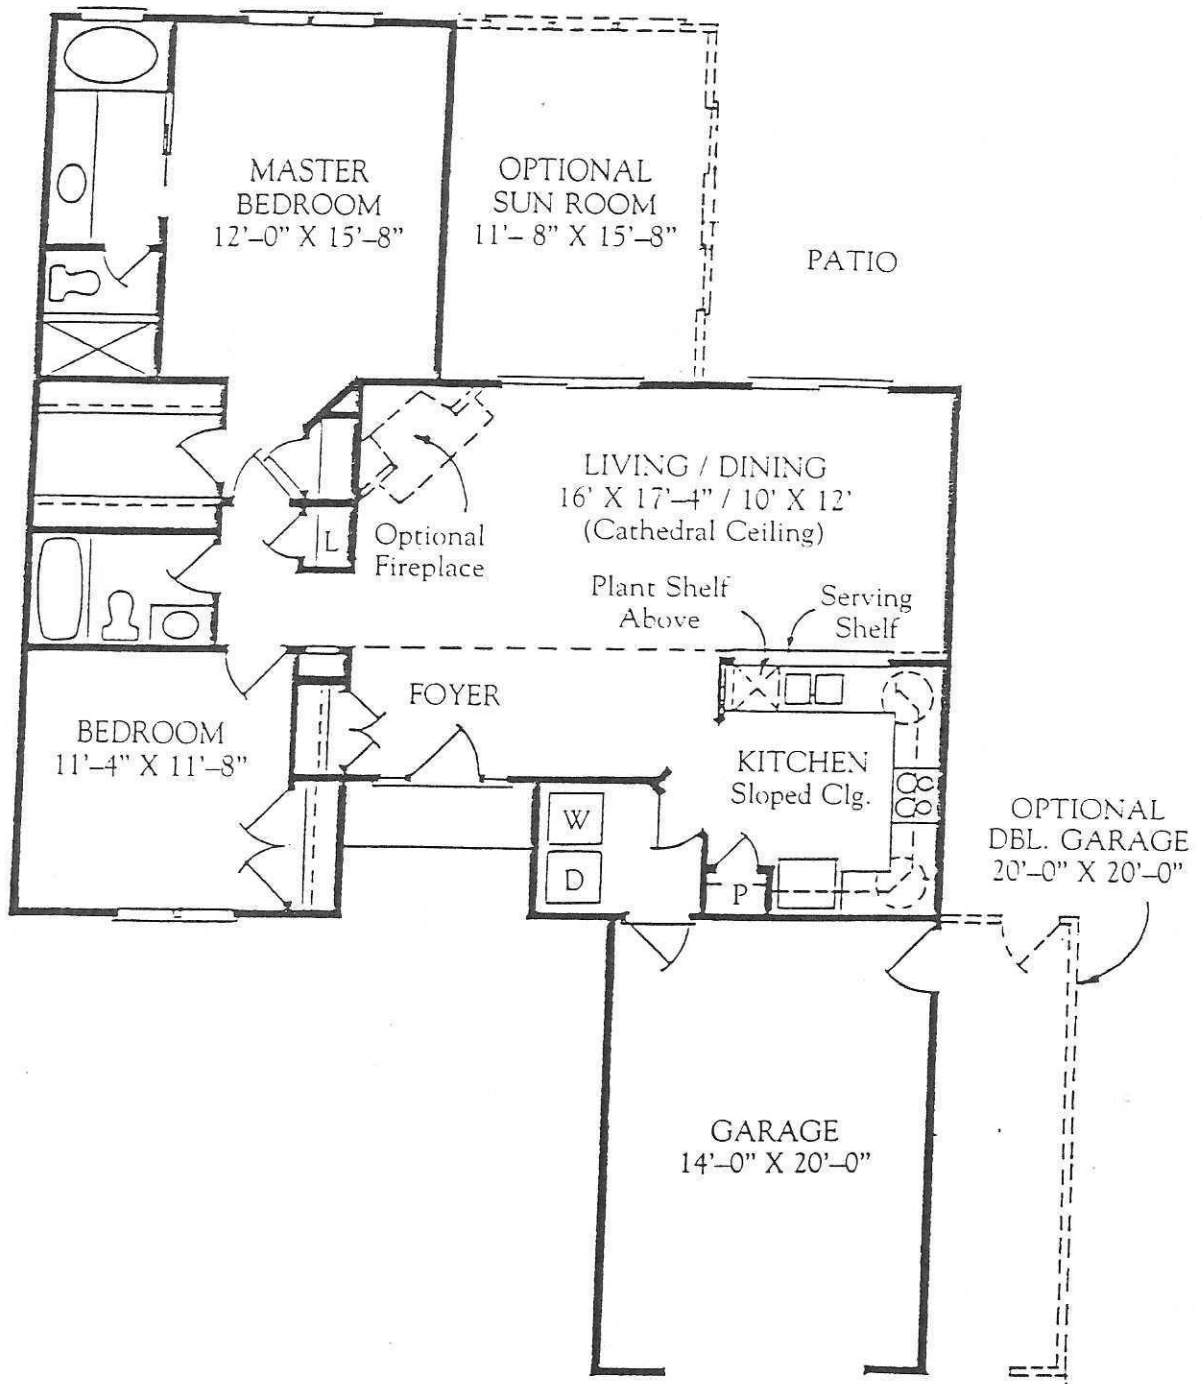 MASTER
BEDROOM
12'–0" X 15'–8"
OPTIONAL
SUN ROOM
11'– 8" X 15'–8"
PATIO
LIVING / DINING
16' X 17'–4" / 10' X 12'
(Cathedral Ceiling)
L
Optional
Fireplace
Plant Shelf
Above
Serving
Shelf
FOYER
BEDROOM
11'–4" X 11'–8"
KITCHEN
Sloped Clg.
W
D
P
OPTIONAL
DBL. GARAGE
20'–0" X 20'–0"
GARAGE
14'–0" X 20'–0"